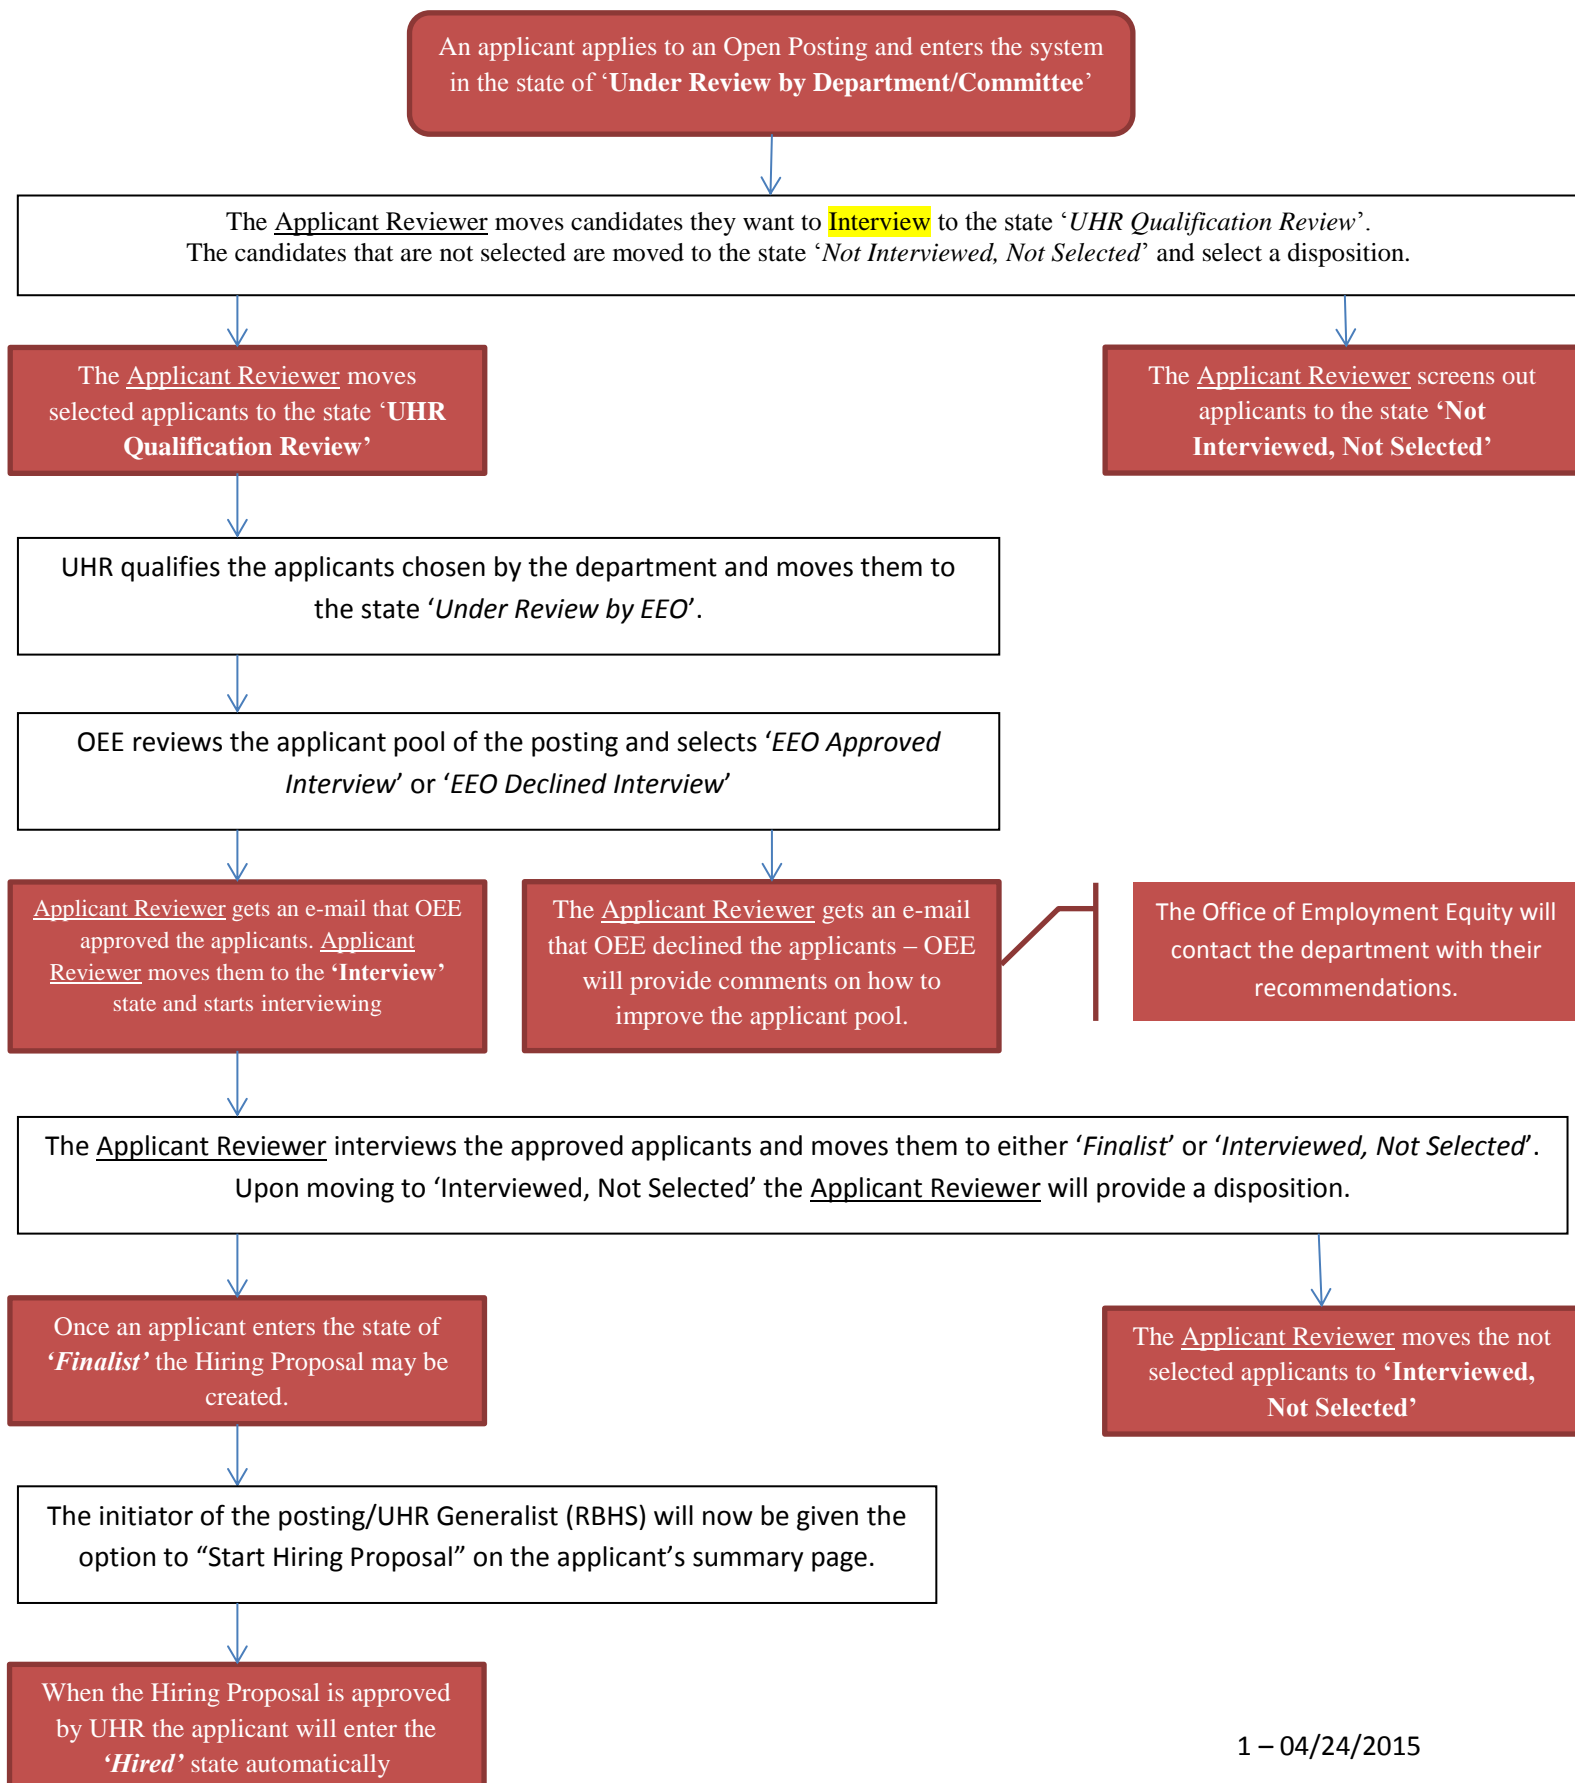 An applicant applies to an Open Posting and enters the system
in the state of ‘Under Review by Department/Committee’
The Applicant Reviewer moves candidates they want to Interview to the state ‘UHR Qualification Review’.
The candidates that are not selected are moved to the state ‘Not Interviewed, Not Selected’ and select a disposition.
The Applicant Reviewer moves
selected applicants to the state ‘UHR
Qualification Review’
The Applicant Reviewer screens out
applicants to the state ‘Not
Interviewed, Not Selected’
UHR qualifies the applicants chosen by the department and moves them to
the state ‘Under Review by EEO’.
OEE reviews the applicant pool of the posting and selects ‘EEO Approved
Interview’ or ‘EEO Declined Interview’
Applicant Reviewer gets an e-mail that OEE
approved the applicants. Applicant
Reviewer moves them to the ‘Interview’
state and starts interviewing
The Applicant Reviewer gets an e-mail
that OEE declined the applicants – OEE
will provide comments on how to
improve the applicant pool.
The Office of Employment Equity will
contact the department with their
recommendations.
The Applicant Reviewer interviews the approved applicants and moves them to either ‘Finalist’ or ‘Interviewed, Not Selected’.
Upon moving to ‘Interviewed, Not Selected’ the Applicant Reviewer will provide a disposition.
Once an applicant enters the state of
‘Finalist’ the Hiring Proposal may be
created.
The Applicant Reviewer moves the not
selected applicants to ‘Interviewed,
Not Selected’
The initiator of the posting/UHR Generalist (RBHS) will now be given the
option to “Start Hiring Proposal” on the applicant’s summary page.
When the Hiring Proposal is approved
by UHR the applicant will enter the
‘Hired’ state automatically
1 – 04/24/2015